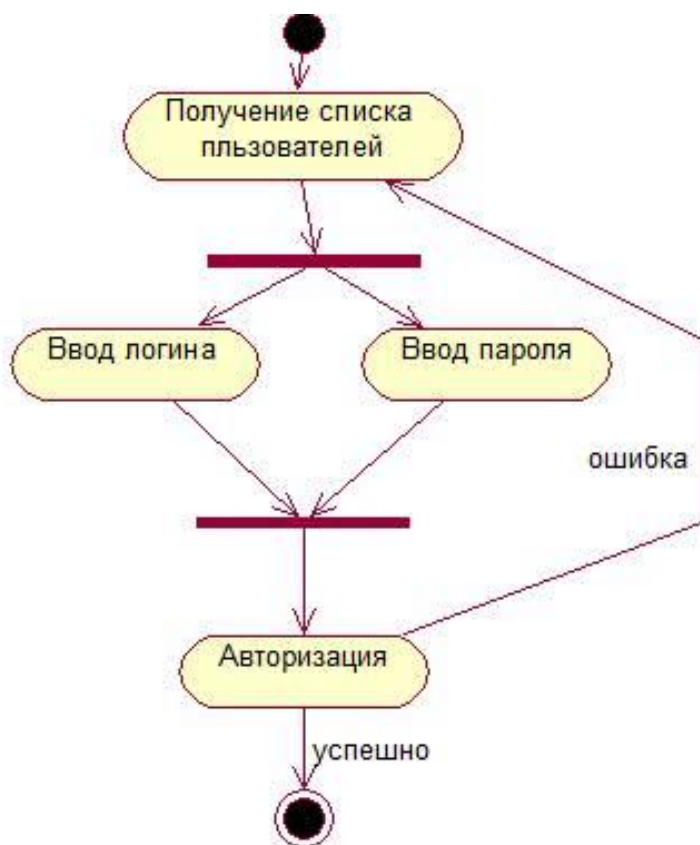 Получение списка
пльзователей
Ввод логина
Ввод пароля
ошибка
Авторизация
успешно